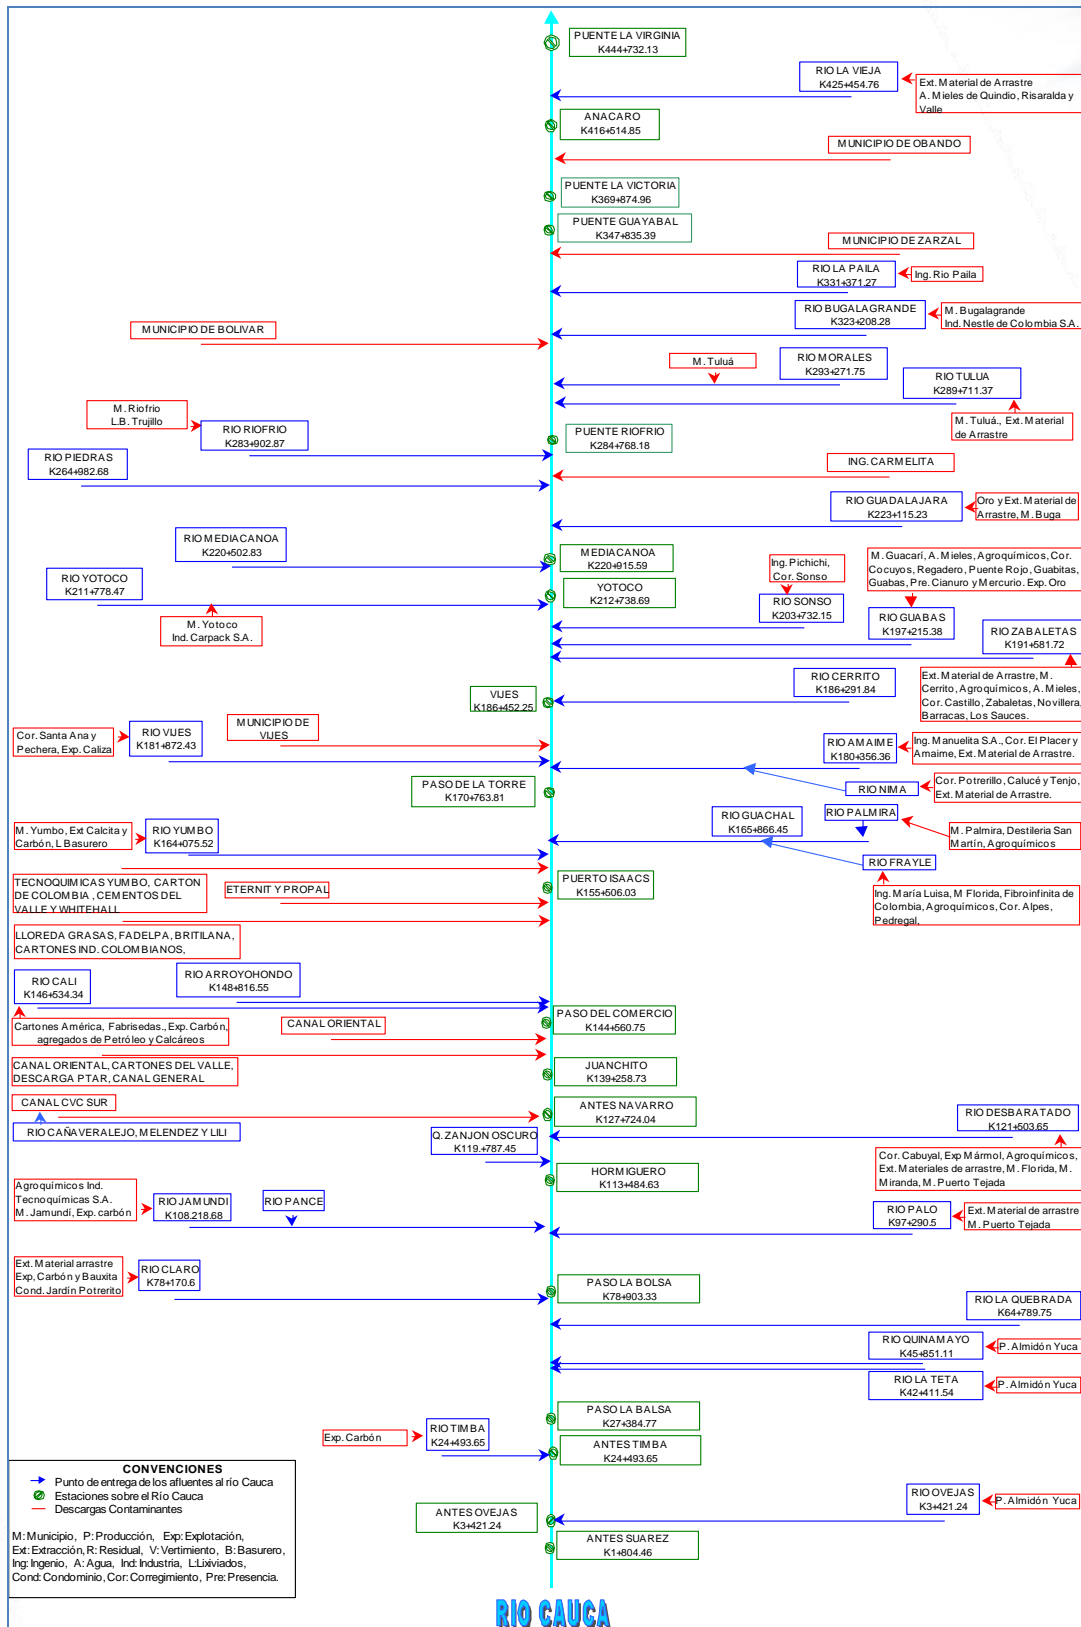 PUENTE LA VIRGINIA
K444+732.13
RIO LA VIEJA
K425+454.76
Ext. Material de Arrastre
A. Mieles de Quindio, Risaralda y
Valle
ANACARO
K416+514.85
MUNICIPIO DE OBANDO
PUENTE LA VICTORIA
K369+874.96
PUENTE GUAYABAL
K347+835.39
MUNICIPIO DE ZARZAL
RIO LA PAILA
K331+371.27
Ing. Rio Paila
RIO BUGALAGRANDE
K323+208.28
M. Bugalagrande
Ind. Nestle de Colombia S.A.
MUNICIPIO DE BOLIVAR
M. Tuluá
RIO MORALES
K293+271.75
RIO TULUA
K289+711.37
M. Tuluá., Ext. Material
de Arrastre
M. Riofrio
L.B. Trujillo
RIO RIOFRIO
K283+902.87
PUENTE RIOFRIO
K284+768.18
RIO PIEDRAS
K264+982.68
ING. CARMELITA
RIO GUADALAJARA
K223+115.23
Oro y Ext. Material de
Arrastre, M. Buga
RIO MEDIACANOA
K220+502.83
MEDIACANOA
K220+915.59
RIO YOTOCO
K211+778.47
YOTOCO
K212+738.69
M. Yotoco
Ind. Carpack S.A.
Ing. Pichichi,
Cor. Sonso
RIO SONSO
K203+732.15
M. Guacarí, A. Mieles, Agroquímicos, Cor.
Cocuyos, Regadero, Puente Rojo, Guabitas,
Guabas, Pre. Cianuro y Mercurio. Exp. Oro
RIO GUABAS
K197+215.38
RIO ZABALETAS
K191+581.72
Ext. Material de Arrastre, M.
Cerrito, Agroquímicos, A. Mieles,
Cor. Castillo, Zabaletas, Novillera,
Barracas, Los Sauces.
RIO CERRITO
K186+291.84
VIJES
K186+452.25
MUNICIPIO DE
VIJES
Cor. Santa Ana y
Pechera, Exp. Caliza
RIO VIJES
K181+872.43
RIO AMAIME
K180+356.36
Ing. Manuelita S.A., Cor. El Placer y
Amaime, Ext. Material de Arrastre.
PASO DE LA TORRE
K170+763.81
RIO NIMA
Cor. Potrerillo, Calucé y Tenjo,
Ext. Material de Arrastre.
RIO GUACHAL
K165+866.45
RIO PALMIRA
M. Palmira, Destileria San
Martín, Agroquímicos
M. Yumbo, Ext Calcita y
Carbón, L Basurero
RIO YUMBO
K164+075.52
RIO FRAYLE
Ing. María Luisa, M Florida, Fibroinfinita de
Colombia, Agroquímicos, Cor. Alpes,
Pedregal,
TECNOQUIMICAS YUMBO, CARTON
DE COLOMBIA , CEMENTOS DEL
VALLE Y WHITEHALL
ETERNIT Y PROPAL
PUERTO ISAACS
K155+506.03
LLOREDA GRASAS, FADELPA, BRITILANA,
CARTONES IND. COLOMBIANOS,
RIO ARROYOHONDO
K148+816.55
RIO CALI
K146+534.34
PASO DEL COMERCIO
K144+560.75
Cartones América, Fabrisedas., Exp. Carbón,
agregados de Petróleo y Calcáreos
CANAL ORIENTAL
CANAL ORIENTAL, CARTONES DEL VALLE,
DESCARGA PTAR, CANAL GENERAL
JUANCHITO
K139+258.73
CANAL CVC SUR
RIO CAÑAVERALEJO, MELENDEZ Y LILI
ANTES NAVARRO
K127+724.04
RIO DESBARATADO
K121+503.65
Q. ZANJON OSCURO
K119.+787.45
Cor. Cabuyal, Exp Mármol, Agroquímicos,
Ext. Materiales de arrastre, M. Florida, M.
Miranda, M. Puerto Tejada
HORMIGUERO
K113+484.63
Agroquímicos Ind.
Tecnoquímicas S.A.
M. Jamundí, Exp. carbón
RIO JAMUNDI
K108.218.68
RIO PANCE
RIO PALO
K97+290.5
Ext. Material de arrastre
M. Puerto Tejada
Ext. Material arrastre
Exp, Carbón y Bauxita
Cond. Jardín Potrerito
RIO CLARO
K78+170.6
PASO LA BOLSA
K78+903.33
RIO LA QUEBRADA
K64+789.75
RIO QUINAMAYO
K45+851.11
P. Almidón Yuca
RIO LA TETA
K42+411.54
P. Almidón Yuca
PASO LA BALSA
K27+384.77
Exp. Carbón
RIO TIMBA
K24+493.65
ANTES TIMBA
K24+493.65
RIO OVEJAS
K3+421.24
P. Almidón Yuca
ANTES OVEJAS
K3+421.24
ANTES SUAREZ
K1+804.46
CONVENCIONES
Punto de entrega de los afluentes al río Cauca
Estaciones sobre el Río Cauca
Descargas Contaminantes
M: Municipio, P: Producción, Exp: Explotación,
Ext: Extracción, R: Residual, V: Vertimiento, B: Basurero,
Ing: Ingenio, A: Agua, Ind: Industria, L:Lixiviados,
Cond: Condominio, Cor: Corregimiento, Pre: Presencia.
RIO CAUCA